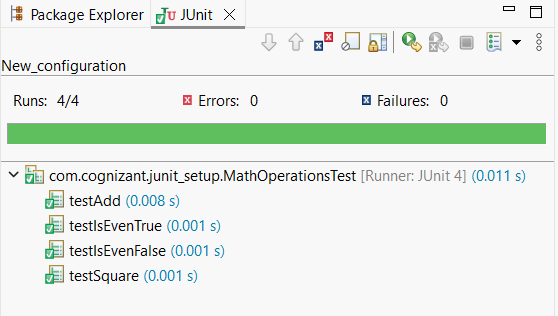 Package Explorer JUnit
New_configuration
Runs: 4/4 Errors: 0 Failures: 0
com.cognizant.junit_setup.MathOperationsTest [Runner: JUnit 4] (0.011 s)
testAdd (0.008 s)
testIsEvenTrue (0.001 s)
testIsEvenFalse (0.001 s)
testSquare (0.001 s)